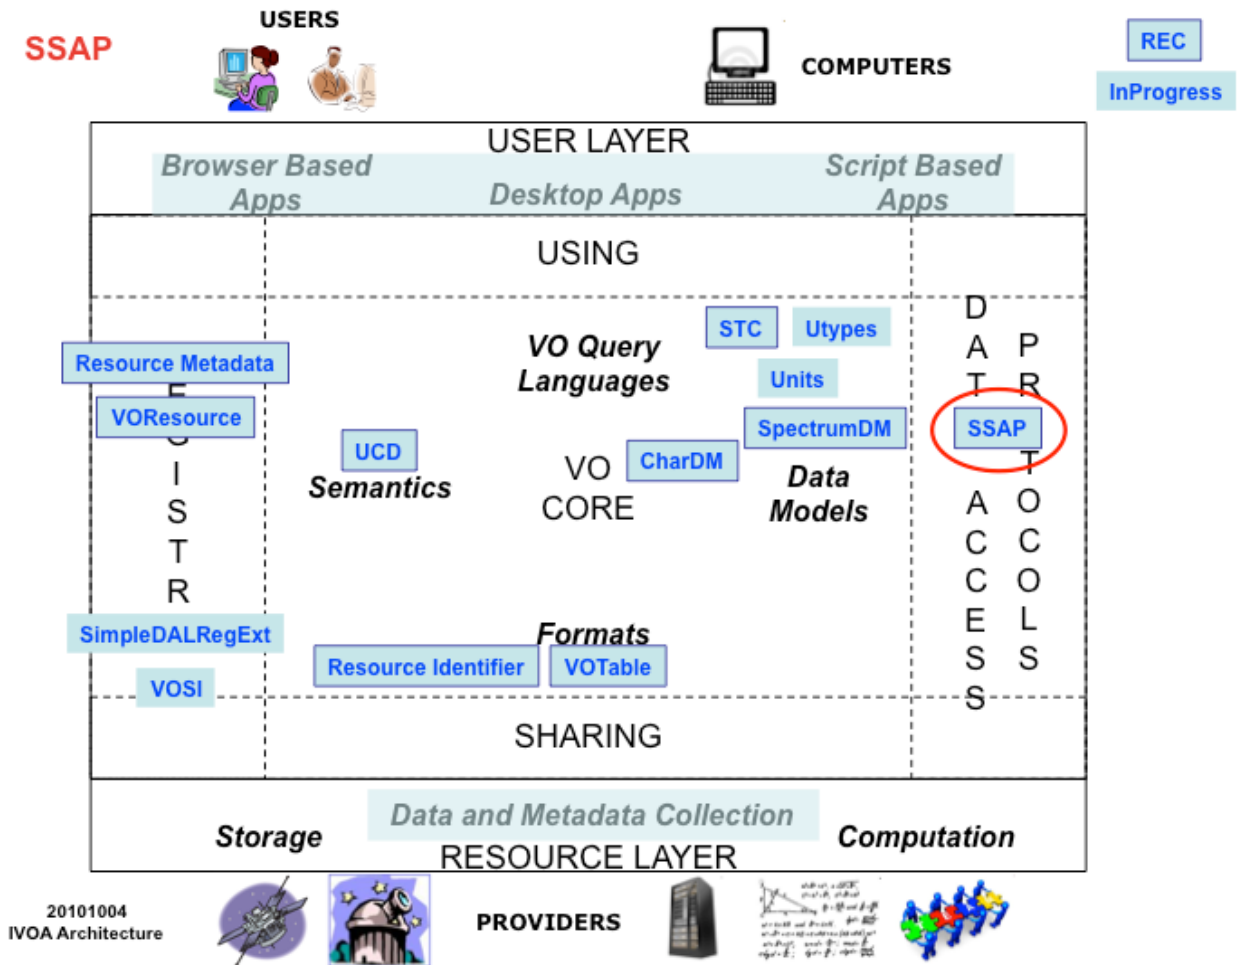 SSAP
USERS
COMPUTERS
REC
InProgress
USER LAYER
Browser Based
Apps
Desktop Apps
Script Based
Apps
USING
VO Query
Languages
STC
Utypes
Units
SpectrumDM
CharDM
Data
Models
Resource Metadata
VOResource
E
G
I
S
T
R
SimpleDALRegExt
VOSI
UCD
Semantics
VO
CORE
Formats
Resource Identifier
VOTable
D
A
T
A
C
C
E
S
S
SSAP
P
R
T
O
C
O
L
S
SHARING
Data and Metadata Collection
Storage
Computation
RESOURCE LAYER
PROVIDERS
20101004
IVOA Architecture